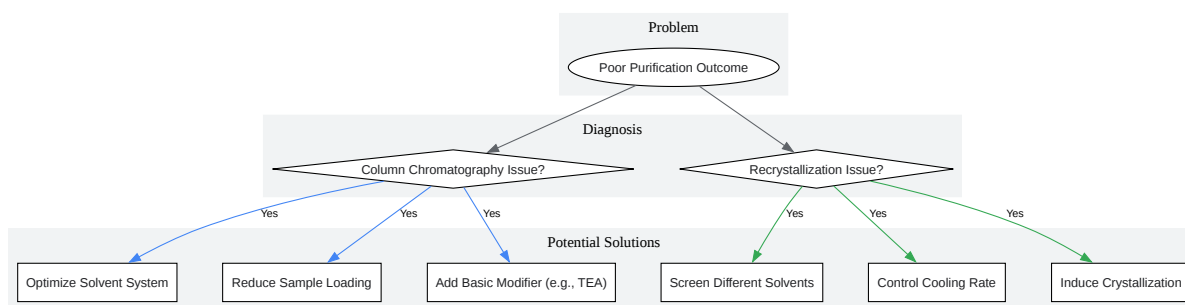 Problem
Poor Purification Outcome
Diagnosis
Column Chromatography Issue?
Recrystallization Issue?
Yes
Yes
Yes
Yes
Yes
Yes
Potential Solutions
Optimize Solvent System
Reduce Sample Loading
Add Basic Modifier (e.g., TEA)
Screen Different Solvents
Control Cooling Rate
Induce Crystallization